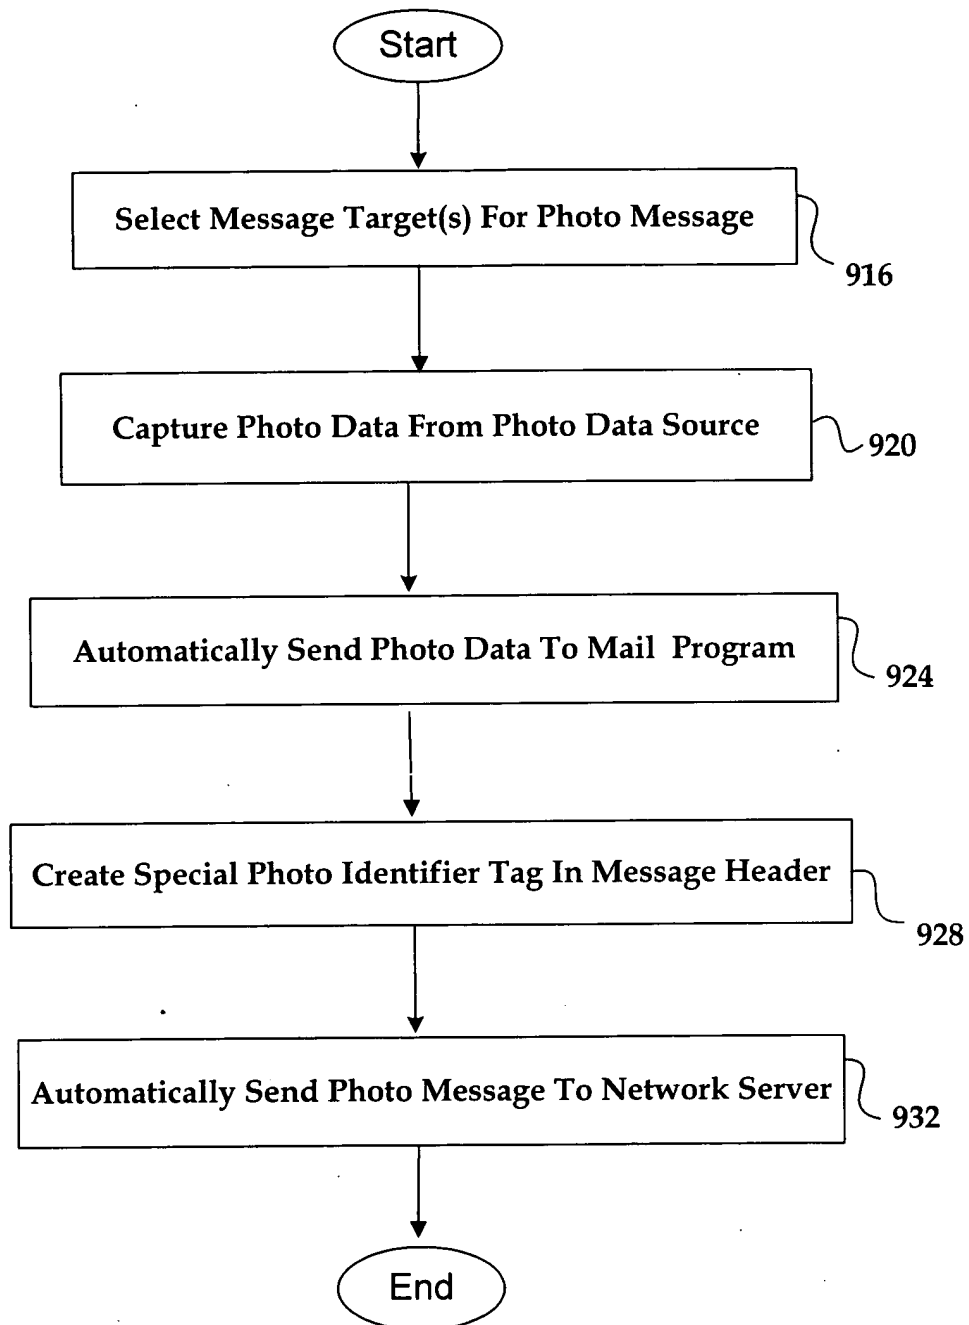 Start
Select Message Target(s) For Photo Message
916
Capture Photo Data From Photo Data Source
920
Automatically Send Photo Data To Mail Program
924
Create Special Photo Identifier Tag In Message Header
928
Automatically Send Photo Message To Network Server
932
End